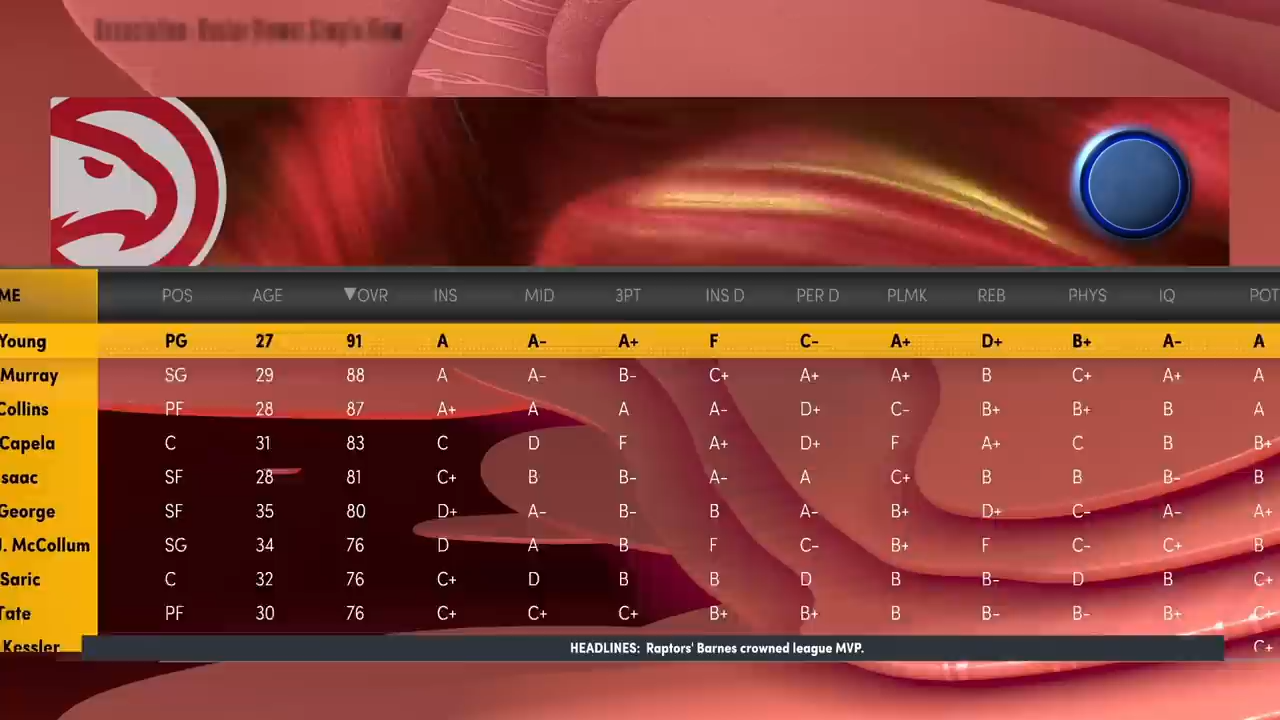 ME POS AGE ▼OVR INS MID 3PT INS D PER D PLMK REB PHYS IQ POT
Young PG 27 91 A A- A+ F C- A+ D+ B+ A- A
Murray SG 29 88 A A- B- C+ A+ A+ B C+ A+ A
Collins PF 28 87 A+ A A A- D+ C- B+ B+ B A
Capela C 31 83 C D F A+ D+ F A+ C B B+
saac SF 28 81 C+ B B- A- A C+ B B B- B
George SF 35 80 D+ A- B- B A- B+ D+ C- A- A+
J. McCollum SG 34 76 D A B F C- B+ F C- C+ B
Saric C 32 76 C+ D B B D B B- D B C+
Tate PF 30 76 C+ C+ C+ B+ B+ B B- B- B+ C+
Kessler C+
HEADLINES: Raptors' Barnes crowned league MVP.